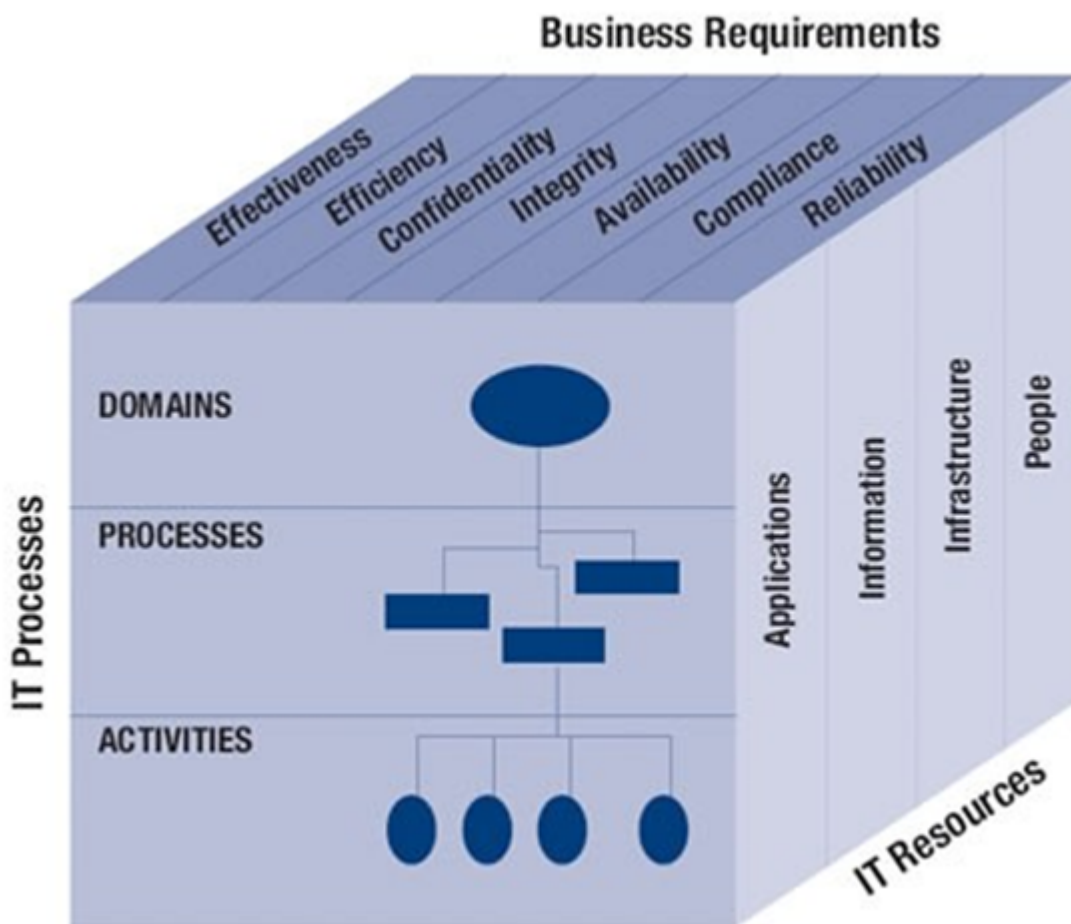 Business Requirements
Effectiveness
Efficiency
Confidentiality
Integrity
Availability
Compliance
Reliability
IT Processes
DOMAINS
PROCESSES
ACTIVITIES
Applications
Information
Infrastructure
People
IT Resources